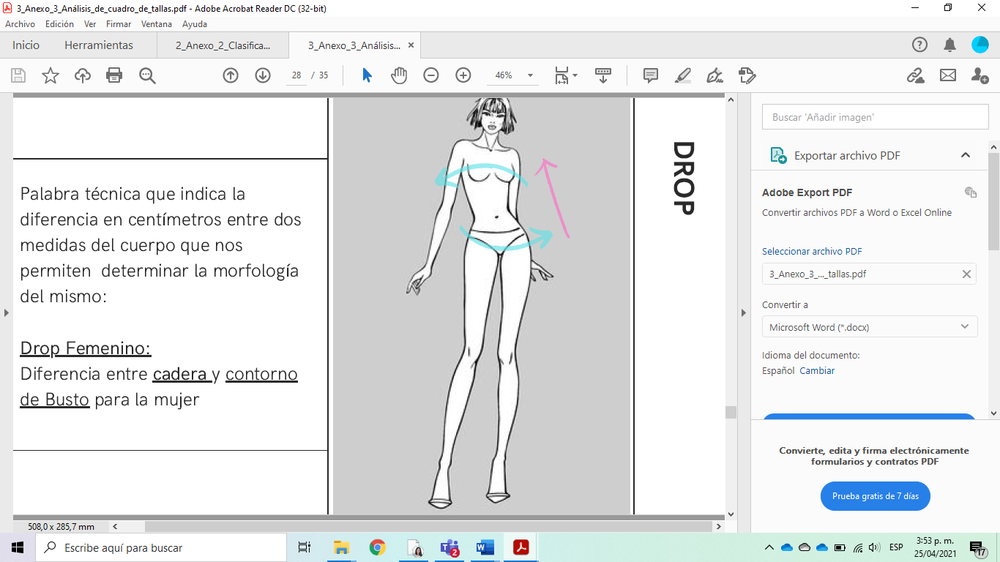 3_Anexo_3_Análisis_de_cuadro_de_tallas.pdf - Adobe Acrobat Reader DC (32-bit)
Archivo Edición Ver Firmar Ventana Ayuda
Inicio Herramientas 2_Anexo_2_Clasifica... 3_Anexo_3_Análisis...
28 / 35 46%
Palabra técnica que indica la
diferencia en centímetros entre dos
medidas del cuerpo que nos
permiten determinar la morfología
del mismo:
Drop Femenino:
Diferencia entre cadera y contorno
de Busto para la mujer
DROP
Buscar 'Añadir imagen'
Exportar archivo PDF
Adobe Export PDF
Convertir archivos PDF a Word o Excel Online
Seleccionar archivo PDF
3_Anexo_3_..._tallas.pdf
Convertir a
Microsoft Word (*.docx)
Idioma del documento:
Español Cambiar
Convierte, edita y firma electrónicamente
formularios y contratos PDF
Prueba gratis de 7 días
508,0 x 285,7 mm
Escribe aquí para buscar
2
ESP
3:53 p. m.
25/04/2021
17